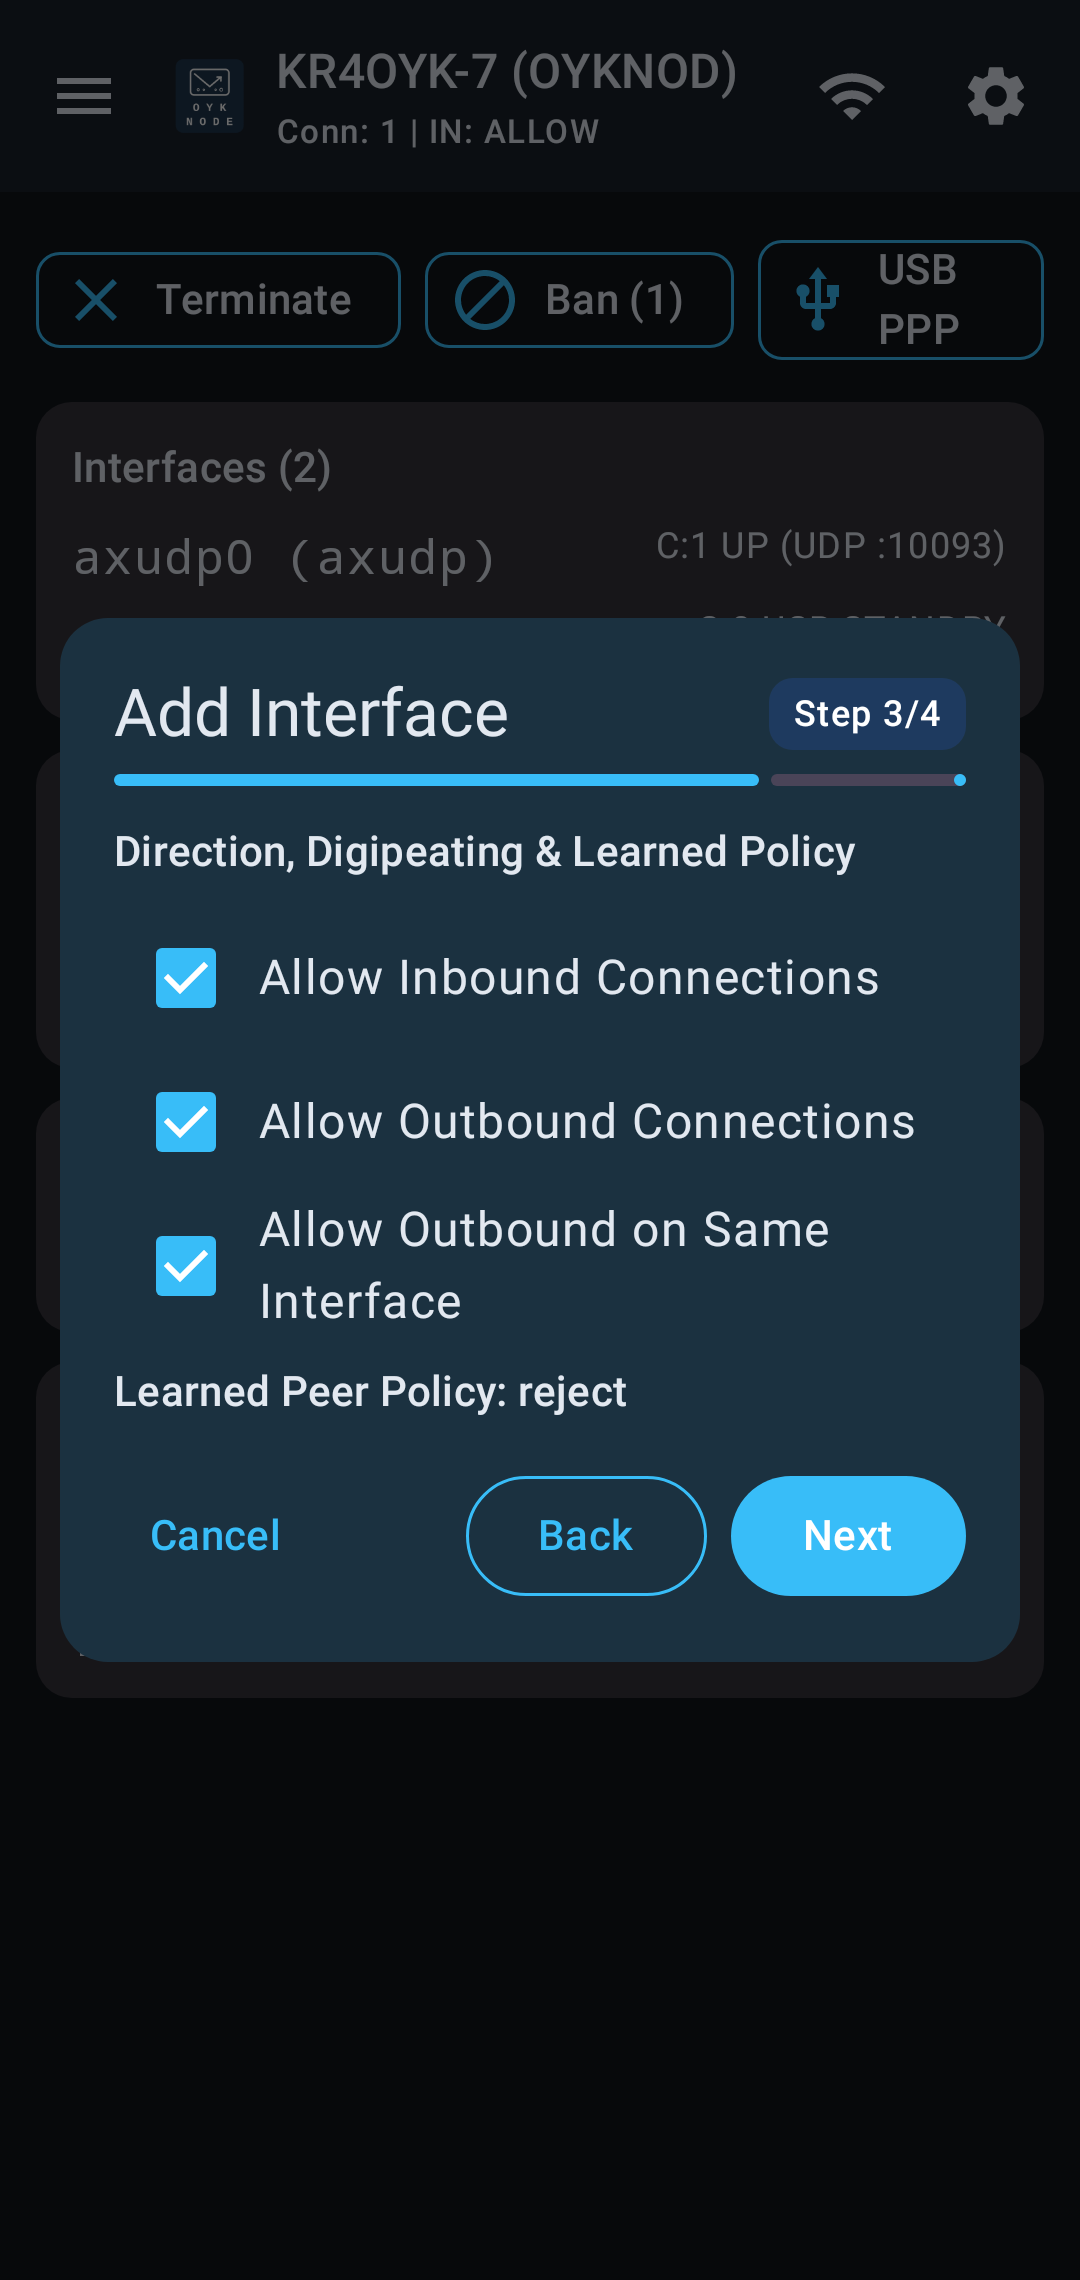 KR4OYK-7 (OYKNOD)
Conn: 1 | IN: ALLOW
O Y K
N O D E
Terminate
Ban (1)
USB
PPP
Interfaces (2)
axudp0 (axudp)
C:1 UP (UDP :10093)
Add Interface
Step 3/4
Direction, Digipeating & Learned Policy
Allow Inbound Connections
Allow Outbound Connections
Allow Outbound on Same
Interface
Learned Peer Policy: reject
Cancel
Back
Next